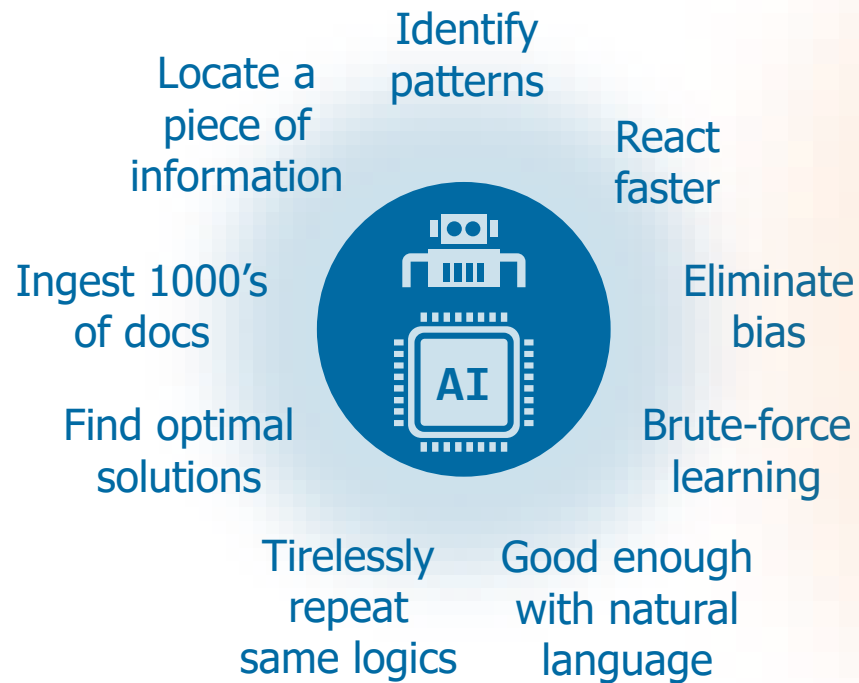 Identify
patterns
Locate a
piece of
information
React
faster
Ingest 1000’s
of docs
Eliminate
bias
AI
Find optimal
solutions
Brute-force
learning
Tirelessly
repeat
same logics
Good enough
with natural
language